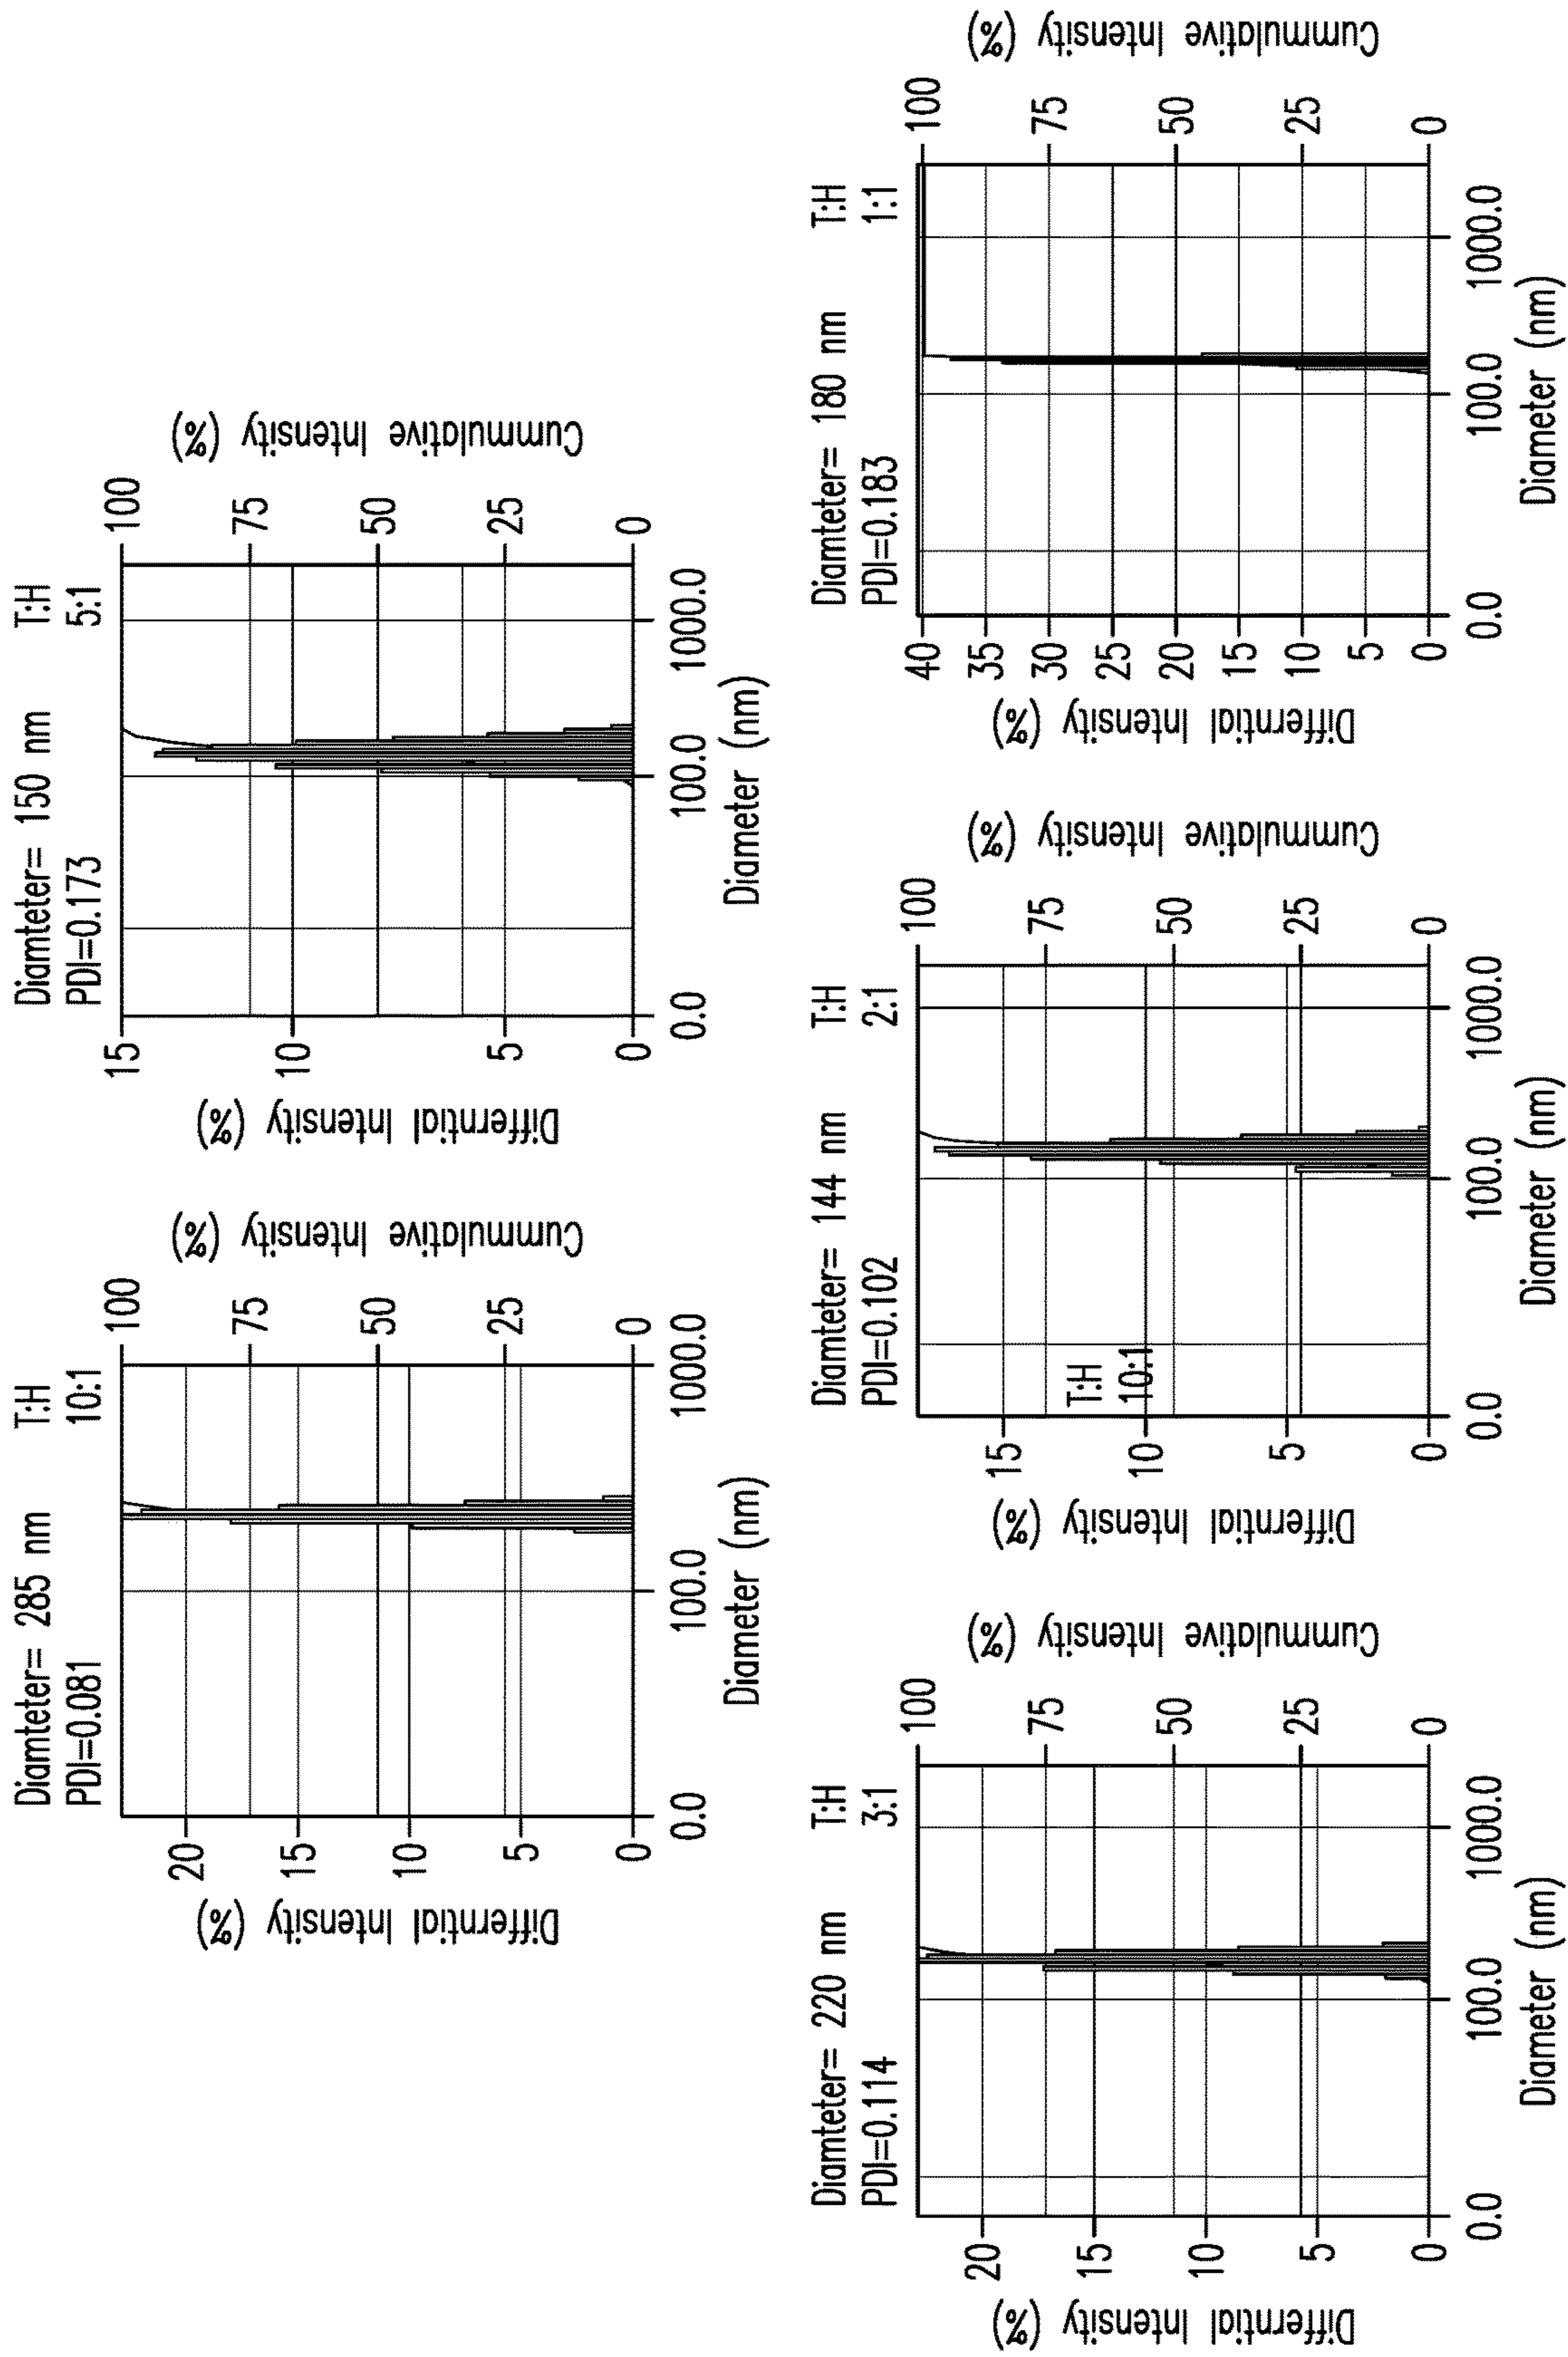 Diamteter= 285 nm T:H
PDI=0.081 10:1
Differntial Intensity
(%)
20
15
10
5
0
100
75
50
25
0
Cummulative Intensity
(%)
0.0 100.0 1000.0
Diameter (nm)
Diamteter= 150 nm T:H
PDI=0.173 5:1
Differntial Intensity
(%)
15
10
5
0
100
75
50
25
0
Cummulative Intensity
(%)
0.0 100.0 1000.0
Diameter (nm)
Diamteter= 220 nm T:H
PDI=0.114 3:1
Differntial Intensity
(%)
20
15
10
5
0
100
75
50
25
0
Cummulative Intensity
(%)
0.0 100.0 1000.0
Diameter (nm)
Diamteter= 144 nm T:H
PDI=0.102 2:1
Differntial Intensity
(%)
15
10
5
0
T:H
10:1
100
75
50
25
0
Cummulative Intensity
(%)
0.0 100.0 1000.0
Diameter (nm)
Diamteter= 180 nm T:H
PDI=0.183 1:1
Differntial Intensity
(%)
40
35
30
25
20
15
10
5
0
100
75
50
25
0
Cummulative Intensity
(%)
0.0 100.0 1000.0
Diameter (nm)